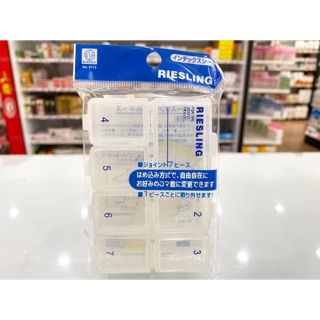 インデックスシー
RIESLING
RIESLING
4
5
6
7
2
3
■ジョイント7ピース
はめ込み方式で、自由自在に
お好みのコマ数に変更できます
■1ピースごとに取り外せます